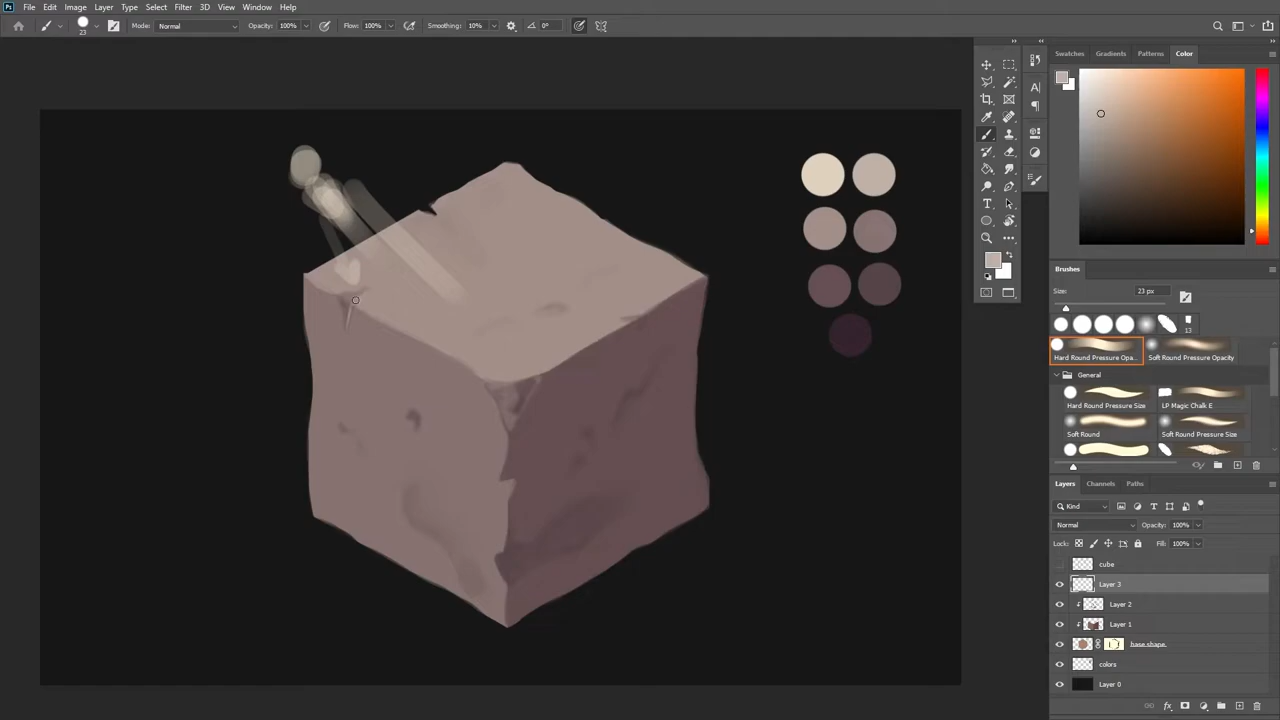 Ps File Edit Image Layer Type Select Filter 3D View Window Help
23 Mode: Normal Opacity: 100% Flow: 100% Smoothing: 10% 0°
Swatches Gradients Patterns Color
Brushes
Size: 23 px
13
Hard Round Pressure Opa... Soft Round Pressure Opacity
General
Hard Round Pressure Size LP Magic Chalk E
Soft Round Soft Round Pressure Size
Layers Channels Paths
Kind
Normal Opacity: 100%
Lock: Fill: 100%
cube
Layer 3
Layer 2
Layer 1
base shape
colors
Layer 0